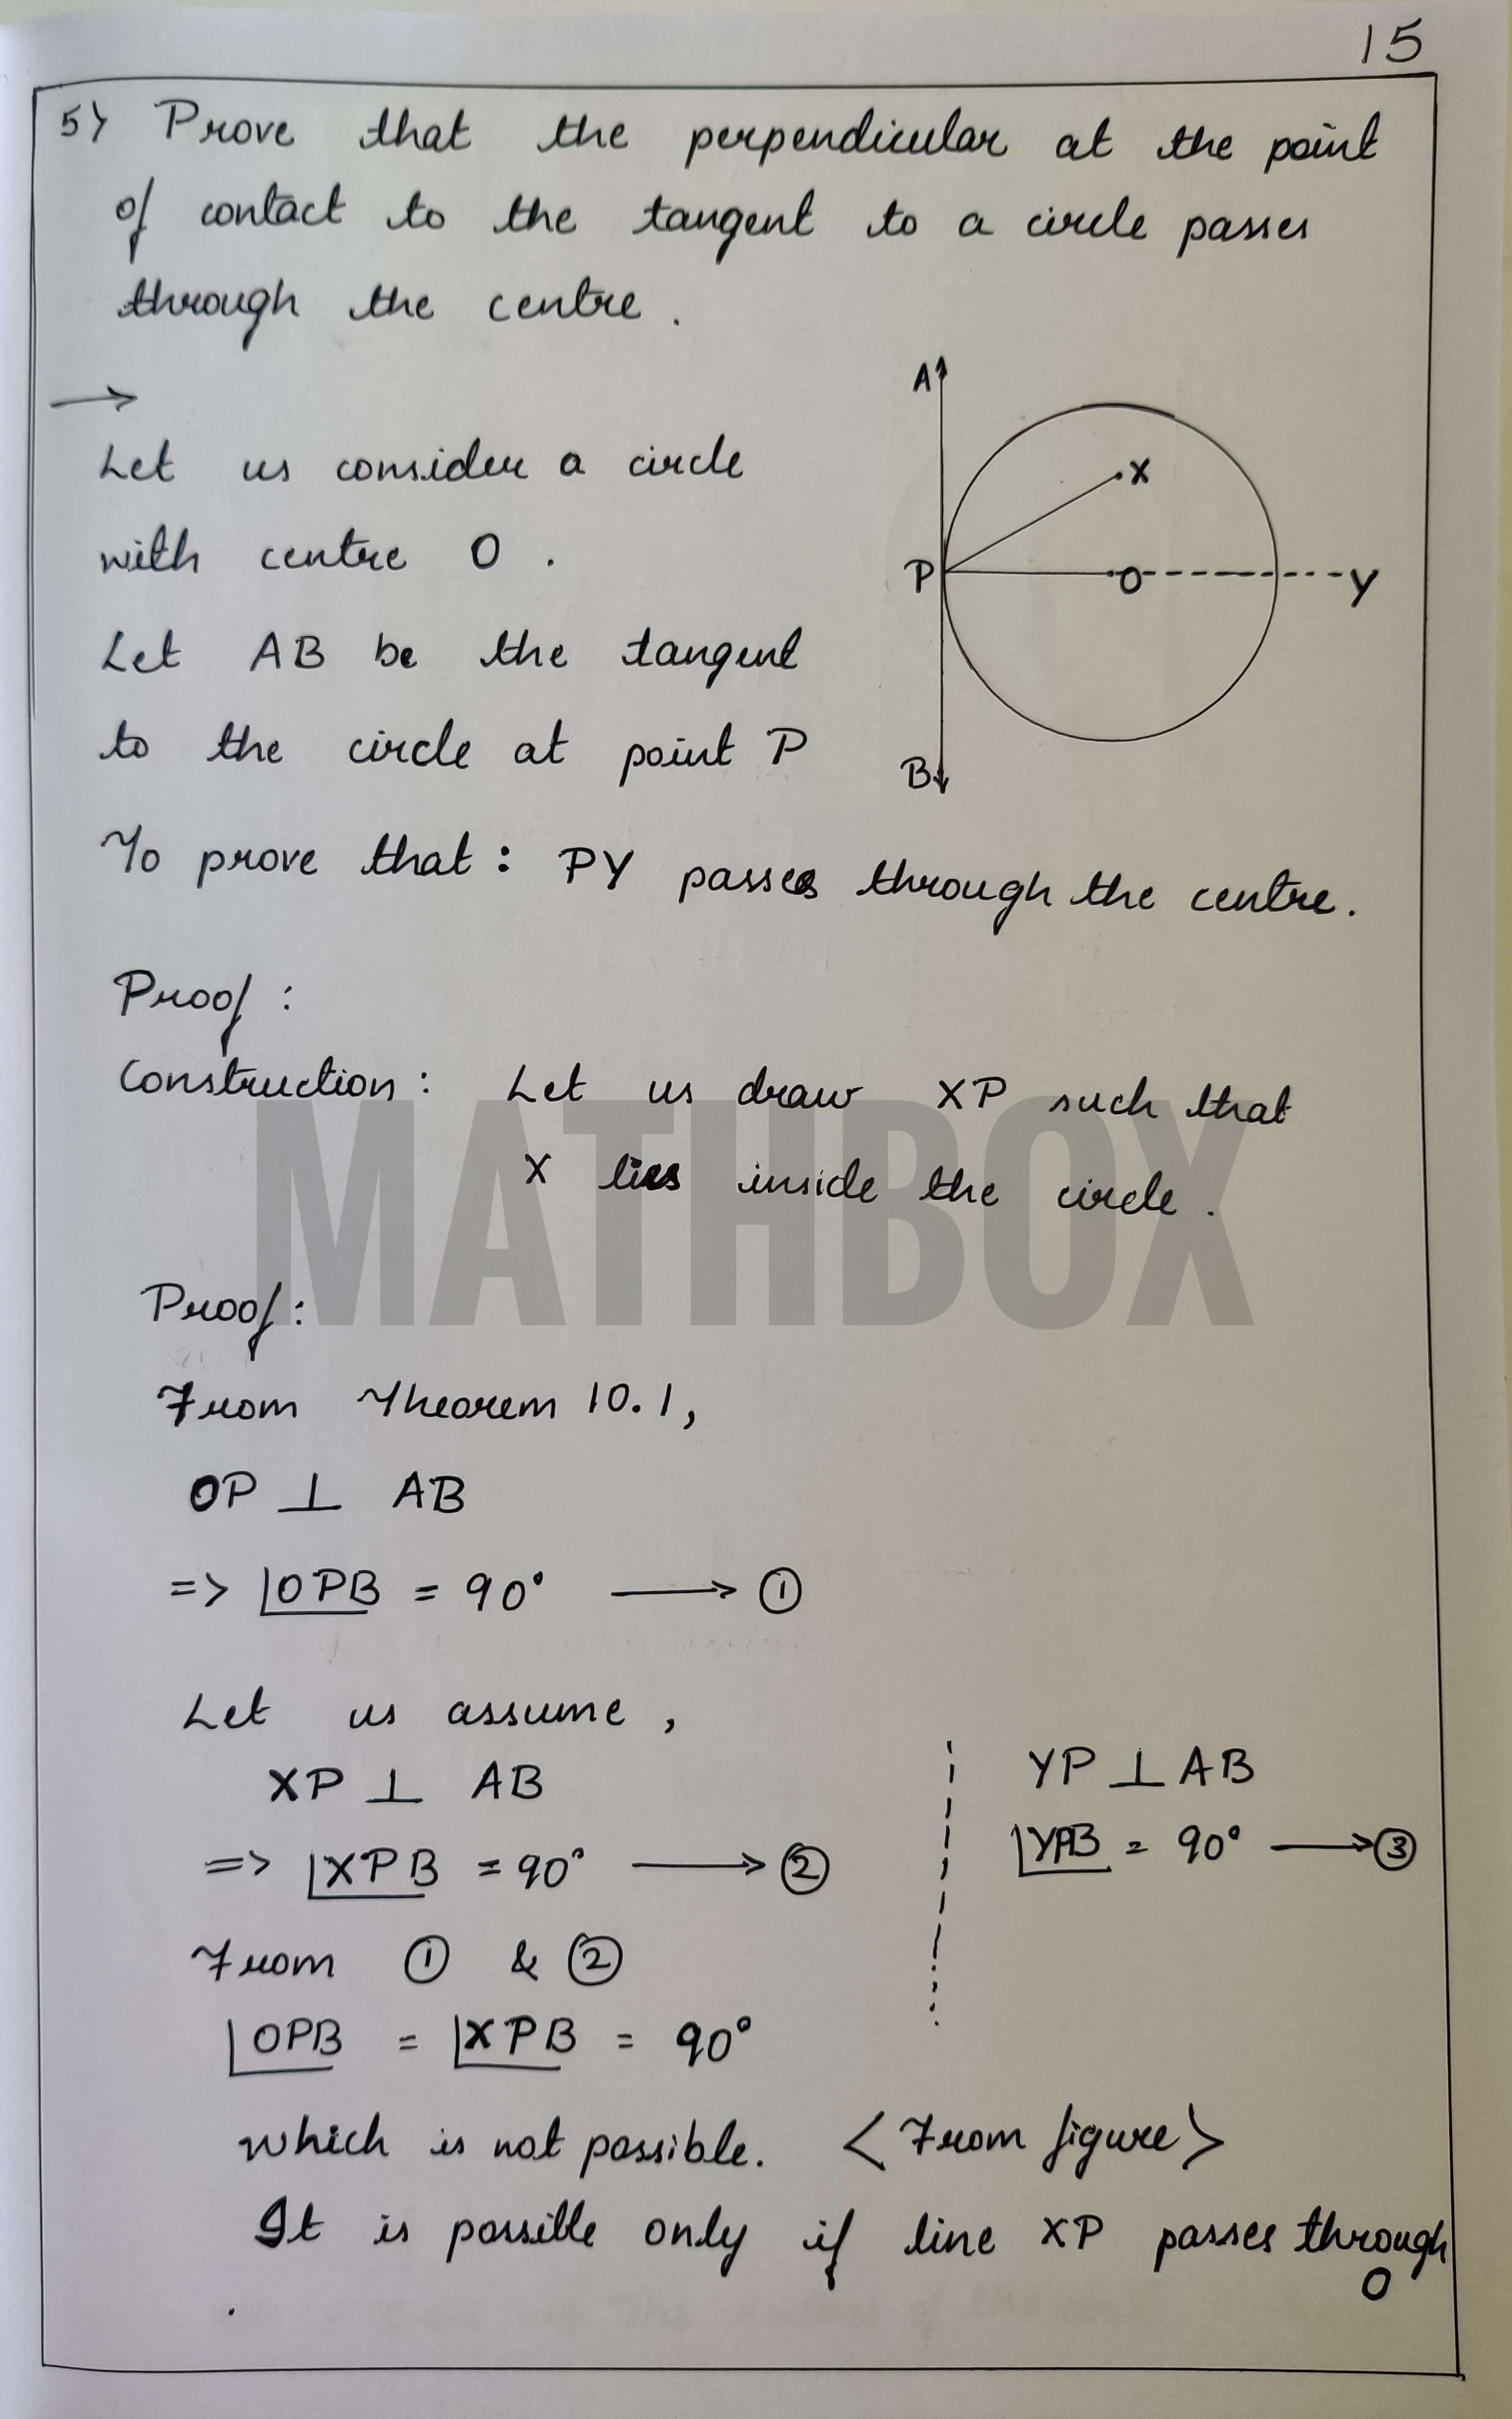 15
5) Prove that the perpendicular at the point
of contact to the tangent to a circle passes
through the centre.
→
Let us consider a circle
with centre O.
Let AB be the tangent
to the circle at point P
A
X
P
O
Y
B
To prove that: PY passes through the centre.
Proof:
Construction: Let us draw XP such that
X lies inside the circle.
MATHBOX
Proof:
From Theorem 10.1,
OP ⊥ AB
=> ∠OPB = 90° ⟶ ①
Let us assume,
XP ⊥ AB
=> ∠XPB = 90° ⟶ ②
YP ⊥ AB
∠YPB = 90° ⟶ ③
From ① & ②
∠OPB = ∠XPB = 90°
which is not possible. <From figure>
It is possible only if line XP passes through
O